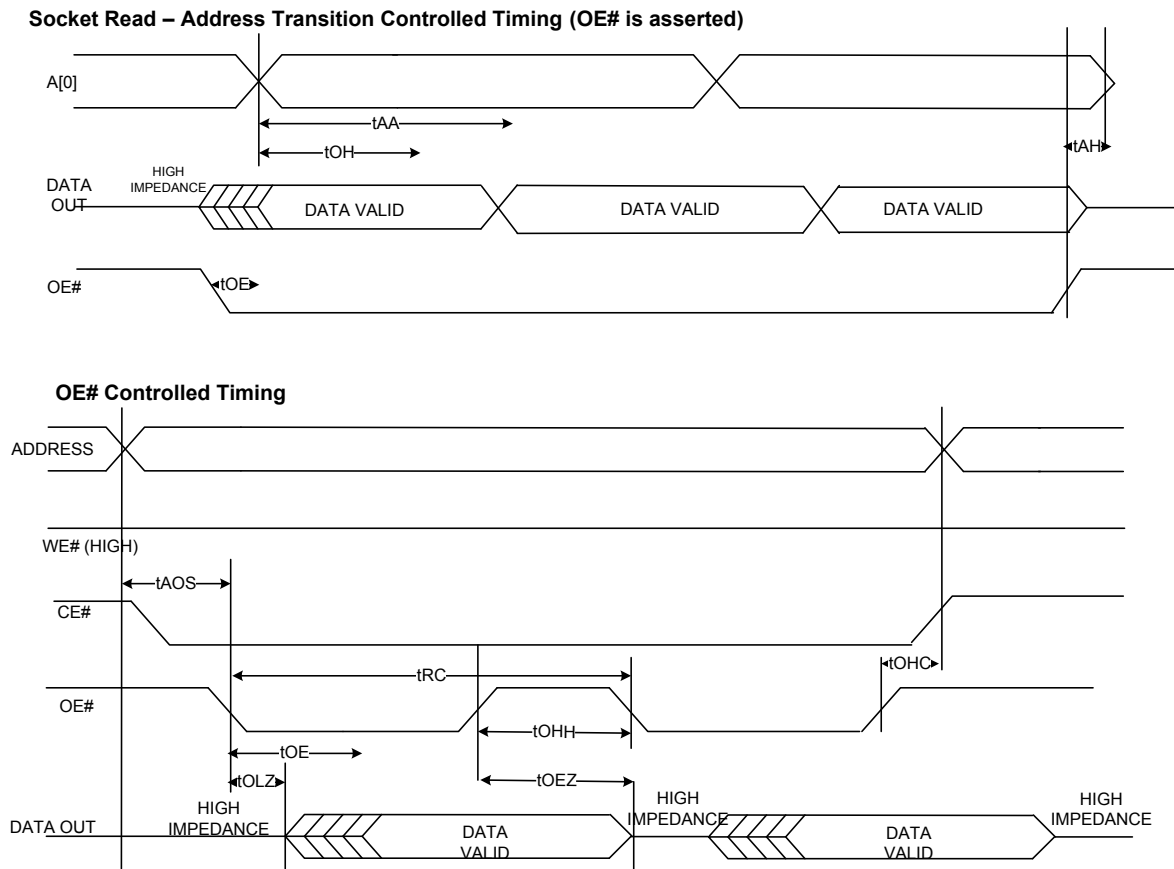 Socket Read – Address Transition Controlled Timing (OE# is asserted)
A[0]
tAA
tOH
tAH
HIGH
IMPEDANCE
DATA
OUT
DATA VALID
DATA VALID
DATA VALID
tOE
OE#
OE# Controlled Timing
ADDRESS
WE# (HIGH)
tAOS
CE#
tOHC
tRC
OE#
tOHH
tOE
tOEZ
tOLZ
HIGH
IMPEDANCE
HIGH
IMPEDANCE
HIGH
IMPEDANCE
DATA OUT
DATA
VALID
DATA
VALID